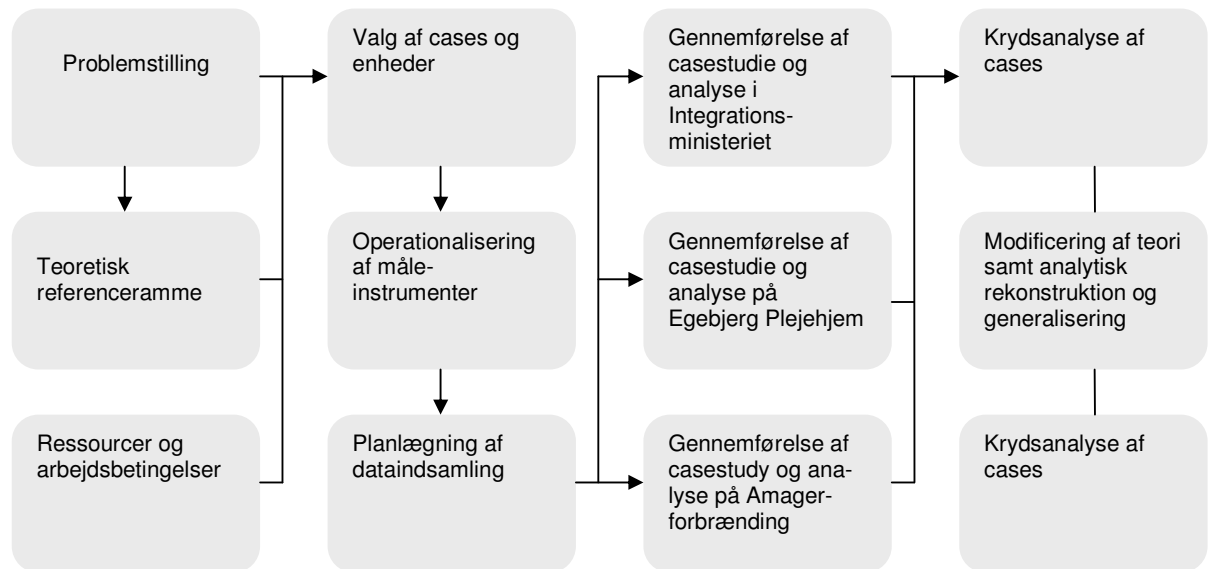 Problemstilling
Teoretisk
referenceramme
Ressourcer og
arbejdsbetingelser
Valg af cases og
enheder
Operationalisering
af måle-
instrumenter
Planlægning af
dataindsamling
Gennemførelse af
casestudie og
analyse i
Integrations-
ministeriet
Gennemførelse af
casestudie og
analyse på
Egebjerg Plejehjem
Gennemførelse af
casestudy og ana-
lyse på Amager-
forbrænding
Krydsanalyse af
cases
Modificering af teori
samt analytisk
rekonstruktion og
generalisering
Krydsanalyse af
cases